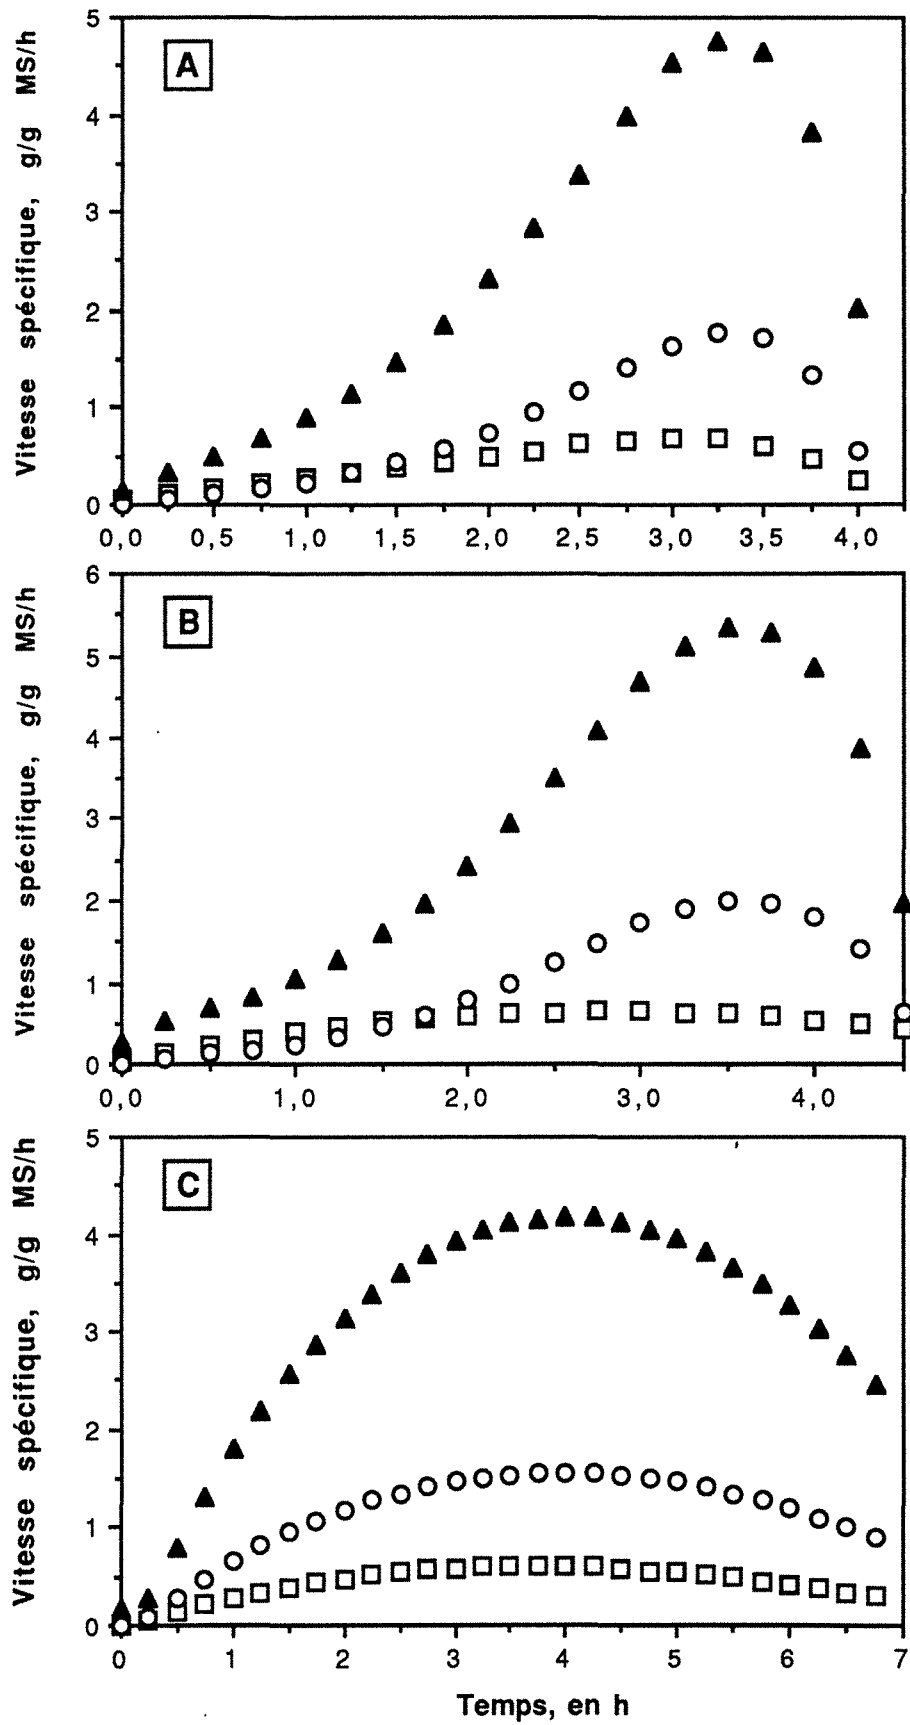 A
Vitesse spécifique, g/g MS/h
5
4
3
2
1
0
0,0 0,5 1,0 1,5 2,0 2,5 3,0 3,5 4,0
B
Vitesse spécifique, g/g MS/h
6
5
4
3
2
1
0
0,0 1,0 2,0 3,0 4,0
C
Vitesse spécifique, g/g MS/h
5
4
3
2
1
0
0 1 2 3 4 5 6 7
Temps, en h